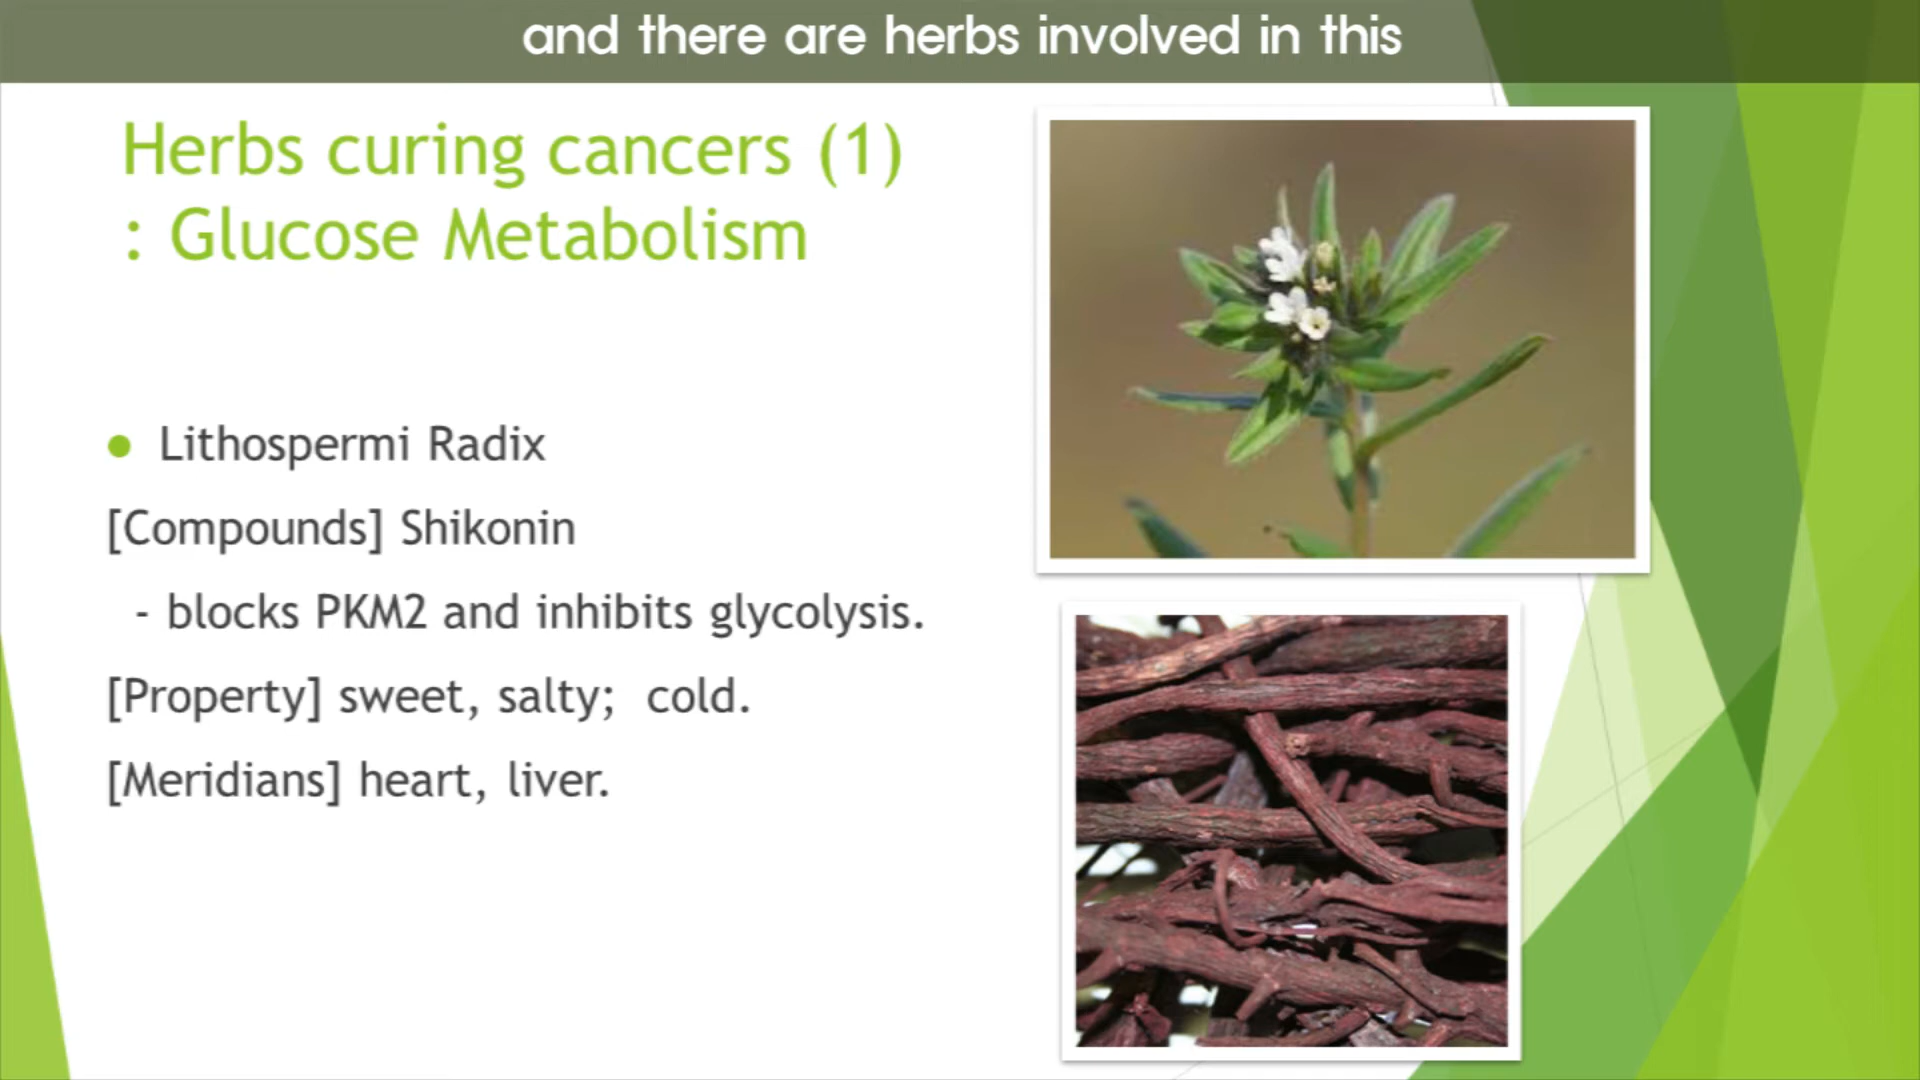 and there are herbs involved in this
Herbs curing cancers (1)
: Glucose Metabolism
Lithospermi Radix
[Compounds] Shikonin
- blocks PKM2 and inhibits glycolysis.
[Property] sweet, salty; cold.
[Meridians] heart, liver.